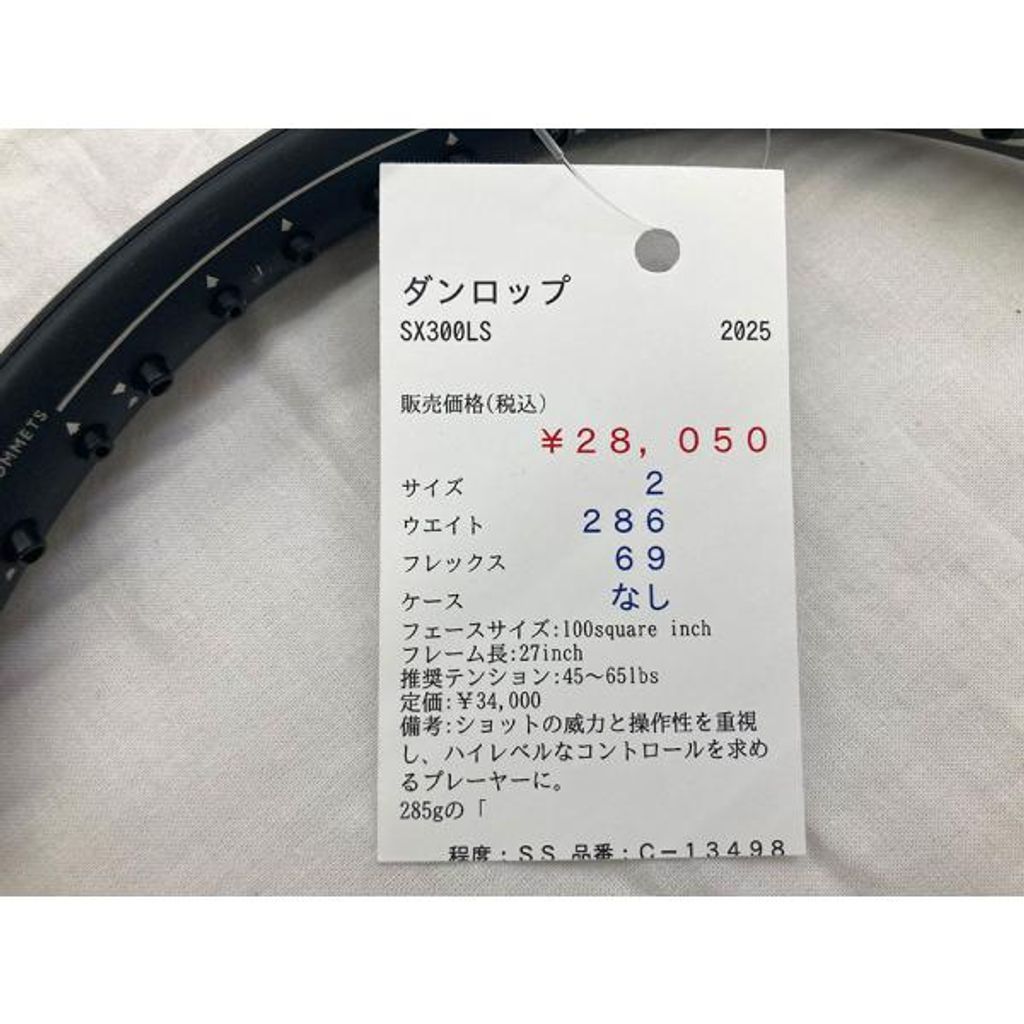 ダンロップ
SX300LS 2025
販売価格(税込)
¥28,050
サイズ 2
ウエイト 286
フレックス 69
ケース なし
フェースサイズ:100square inch
フレーム長:27inch
推奨テンション:45～65lbs
定価:¥34,000
備考:ショットの威力と操作性を重視
し、ハイレベルなコントロールを求め
るプレーヤーに。
285gの「
程度:SS 品番:C-13498
OMMETS